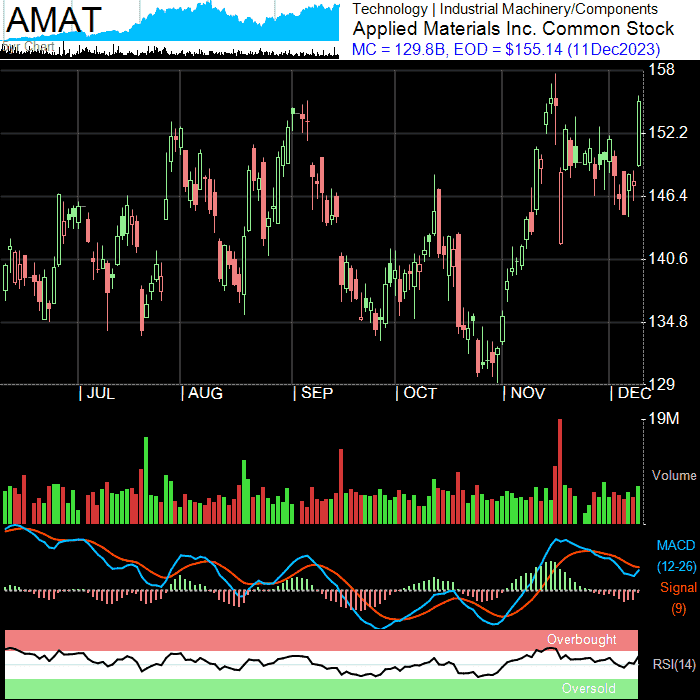 AMAT
Technology | Industrial Machinery/Components
Applied Materials Inc. Common Stock
MC = 129.8B, EOD = $155.14 (11Dec2023)
158
152.2
146.4
140.6
134.8
129
| JUL | AUG | SEP | OCT | NOV | DEC
19M
Volume
MACD
(12-26)
Signal
(9)
Overbought
RSI(14)
Oversold